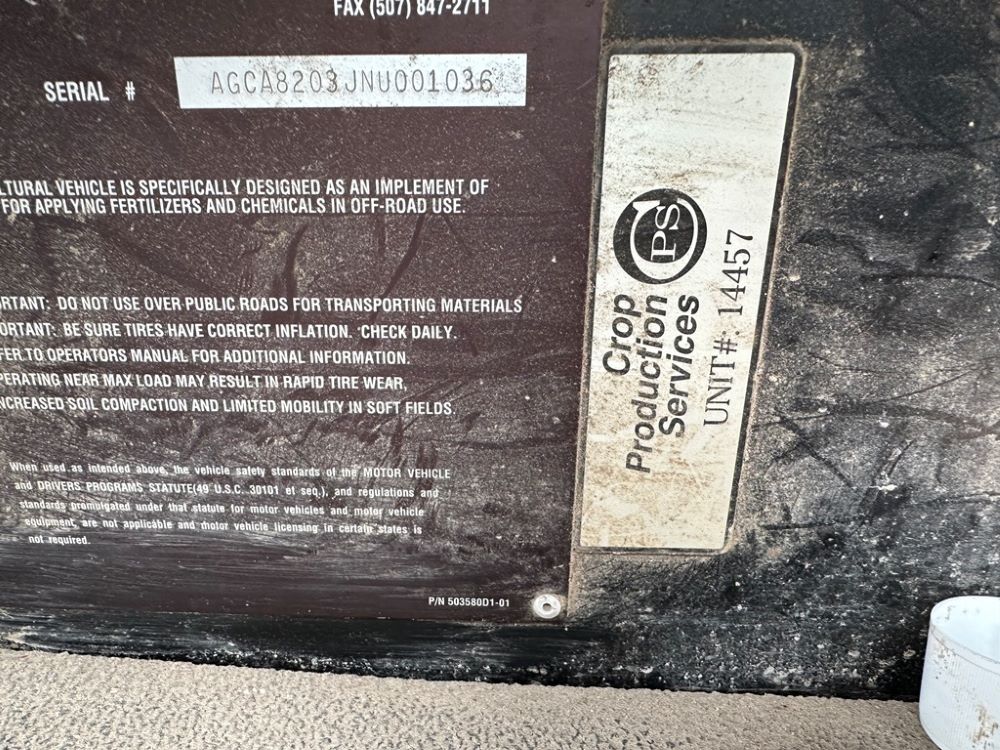 FAX (507) 847-2711
SERIAL # AGCA8203JNU001036
LTURAL VEHICLE IS SPECIFICALLY DESIGNED AS AN IMPLEMENT OF
FOR APPLYING FERTILIZERS AND CHEMICALS IN OFF-ROAD USE.
RTANT: DO NOT USE OVER PUBLIC ROADS FOR TRANSPORTING MATERIALS
ORTANT: BE SURE TIRES HAVE CORRECT INFLATION. CHECK DAILY.
FER TO OPERATORS MANUAL FOR ADDITIONAL INFORMATION.
PERATING NEAR MAX LOAD MAY RESULT IN RAPID TIRE WEAR,
NCREASED SOIL COMPACTION AND LIMITED MOBILITY IN SOFT FIELDS.
When used as intended above, the vehicle safety standards of the MOTOR VEHICLE
and DRIVERS PROGRAMS STATUTE(49 U.S.C. 30101 et seq.), and regulations and
standards promulgated under that statute for motor vehicles and motor vehicle
equipment, are not applicable and motor vehicle licensing in certain states is
not required.
P/N 503580D1-01
CPS
Crop
Production
Services
UNIT#: 14457